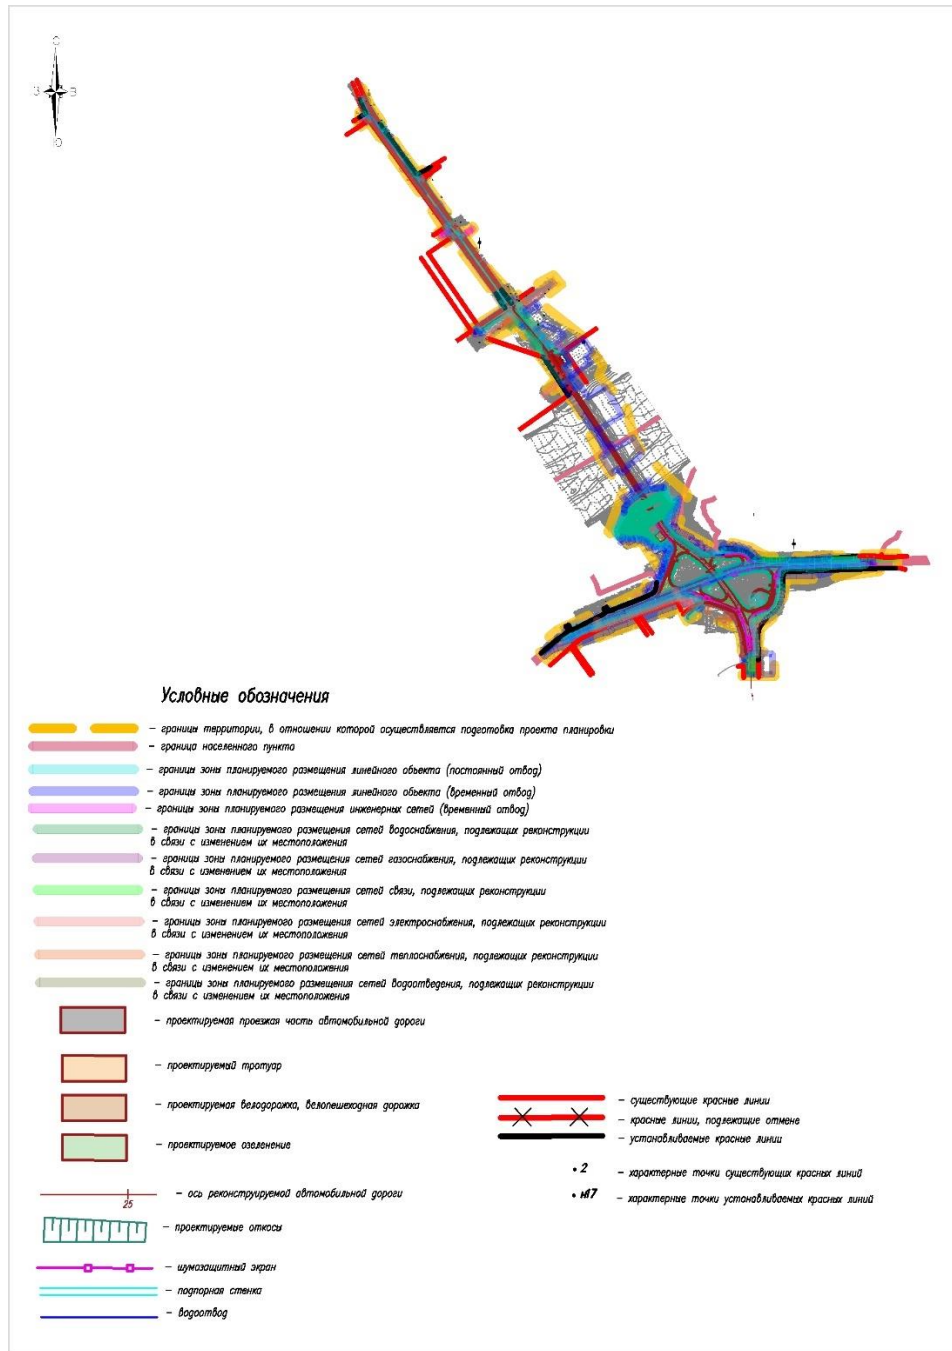 С
З В
Ю
Условные обозначения
– границы территории, в отношении которой осуществляется подготовка проекта планировки
– граница населенного пункта
– границы зоны планируемого размещения линейного объекта (постоянный отвод)
– границы зоны планируемого размещения линейного объекта (временный отвод)
– границы зоны планируемого размещения инженерных сетей (временный отвод)
– границы зоны планируемого размещения сетей водоснабжения, подлежащих реконструкции
в связи с изменением их местоположения
– границы зоны планируемого размещения сетей газоснабжения, подлежащих реконструкции
в связи с изменением их местоположения
– границы зоны планируемого размещения сетей связи, подлежащих реконструкции
в связи с изменением их местоположения
– границы зоны планируемого размещения сетей электроснабжения, подлежащих реконструкции
в связи с изменением их местоположения
– границы зоны планируемого размещения сетей теплоснабжения, подлежащих реконструкции
в связи с изменением их местоположения
– границы зоны планируемого размещения сетей водоотведения, подлежащих реконструкции
в связи с изменением их местоположения
– проектируемая проезжая часть автомобильной дороги
– проектируемый тротуар
– проектируемая велодорожка, велопешеходная дорожка
– проектируемое озеленение
– ось реконструируемой автомобильной дороги
25
– проектируемые откосы
– шумозащитный экран
– подпорная стенка
– водоотвод
– существующие красные линии
– красные линии, подлежащие отмене
– устанавливаемые красные линии
• 2 – характерные точки существующих красных линий
• н17 – характерные точки устанавливаемых красных линий